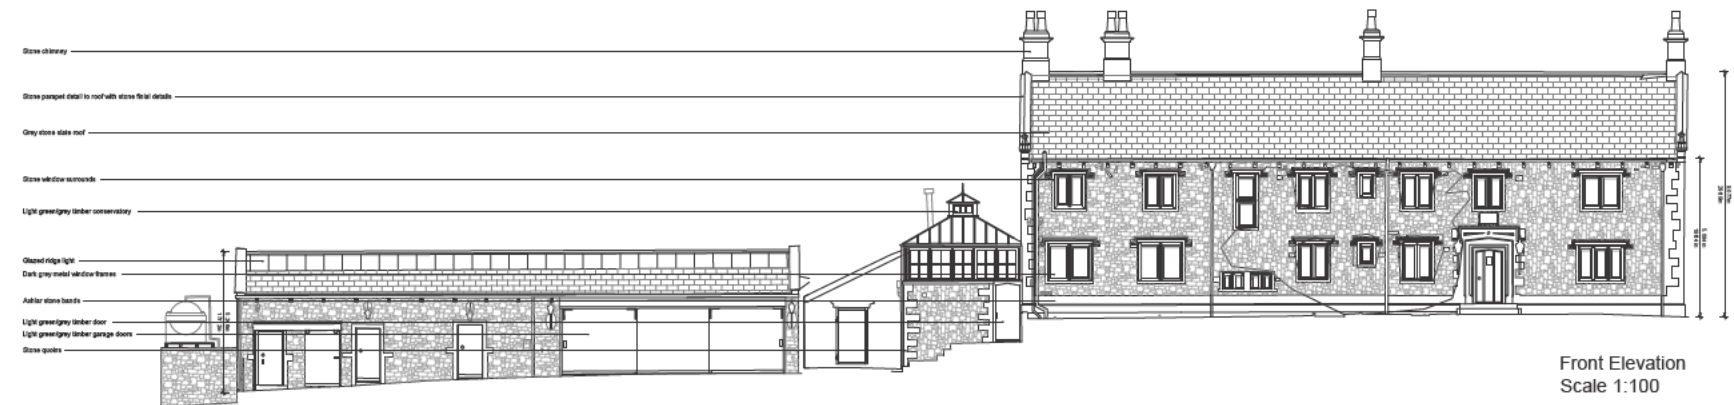 Stone chimney
Stone parapet detail to roof with stone finial details
Grey stone slate roof
Stone window surrounds
Light green/grey timber conservatory
Glazed ridge light
Dark grey metal window frames
Ashlar stone bands
Light green/grey timber door
Light green/grey timber garage doors
Stone quoins
Front Elevation
Scale 1:100